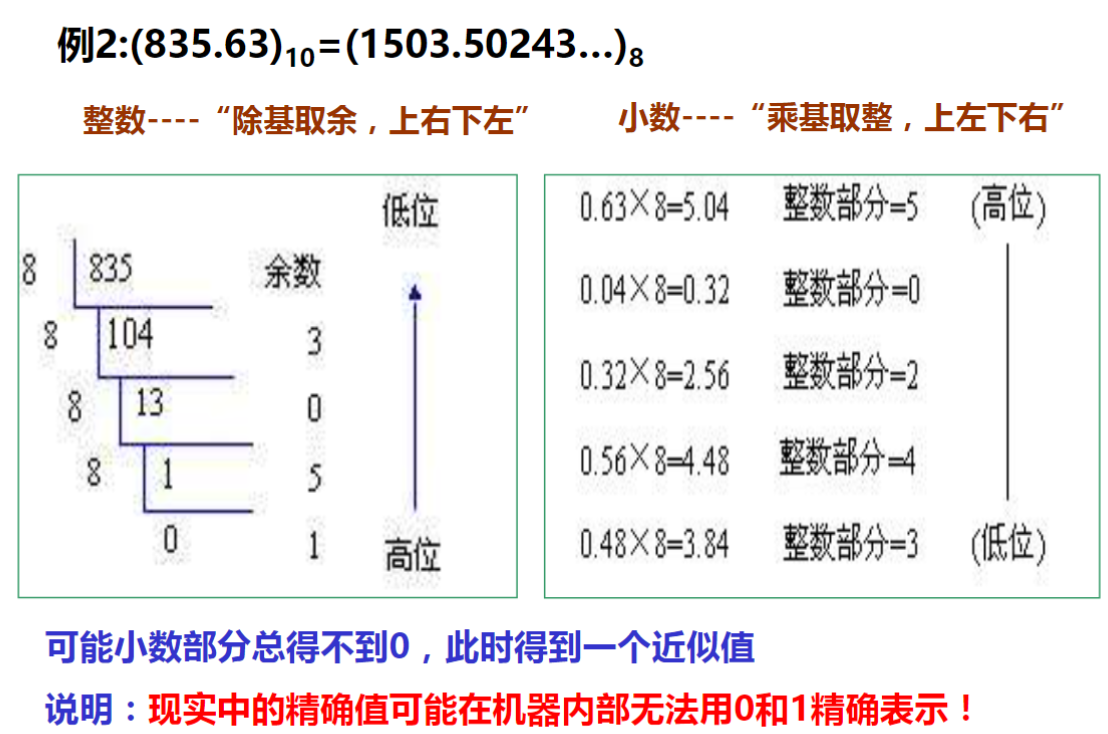 例2:(835.63)10=(1503.50243…)8
整数----“除基取余，上右下左”
小数----“乘基取整，上左下右”
低位
8 835 余数
8 104 3
8 13 0
8 1 5
0 1 高位
0.63×8=5.04 整数部分=5 (高位)
0.04×8=0.32 整数部分=0
0.32×8=2.56 整数部分=2
0.56×8=4.48 整数部分=4
0.48×8=3.84 整数部分=3 (低位)
可能小数部分总得不到0，此时得到一个近似值
说明：现实中的精确值可能在机器内部无法用0和1精确表示！